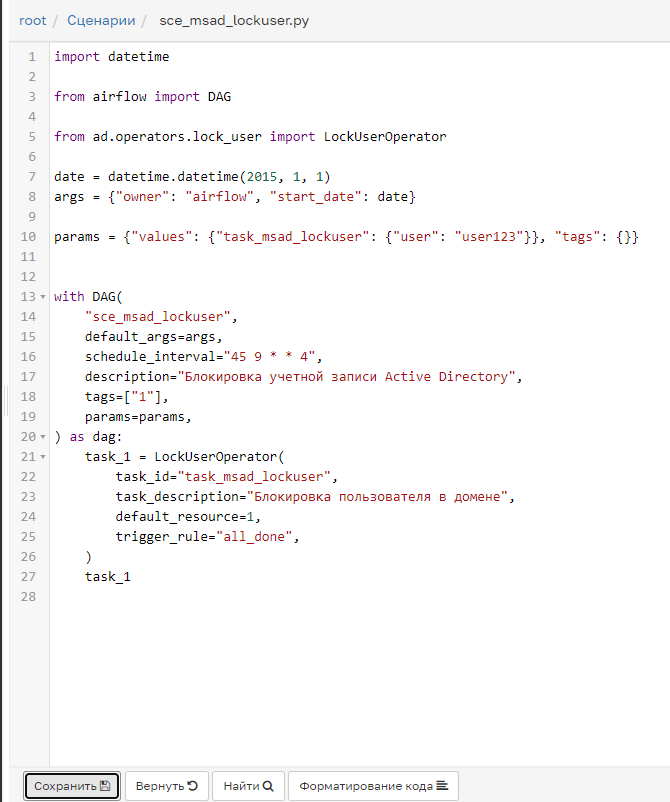 root / Сценарии / sce_msad_lockuser.py
1 import datetime
2
3 from airflow import DAG
4
5 from ad.operators.lock_user import LockUserOperator
6
7 date = datetime.datetime(2015, 1, 1)
8 args = {"owner": "airflow", "start_date": date}
9
10 params = {"values": {"task_msad_lockuser": {"user": "user123"}}, "tags": {}}
11
12
13 with DAG(
14     "sce_msad_lockuser",
15     default_args=args,
16     schedule_interval="45 9 * * 4",
17     description="Блокировка учетной записи Active Directory",
18     tags=["1"],
19     params=params,
20 ) as dag:
21     task_1 = LockUserOperator(
22         task_id="task_msad_lockuser",
23         task_description="Блокировка пользователя в домене",
24         default_resource=1,
25         trigger_rule="all_done",
26     )
27     task_1
28
Сохранить Вернуть Найти Форматирование кода